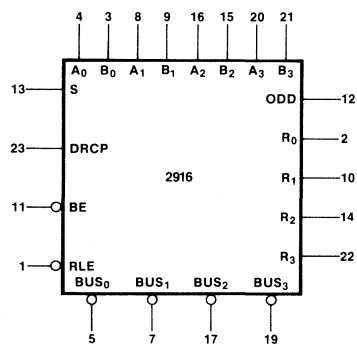 4 3 8 9 16 15 20 21
A₀ B₀ A₁ B₁ A₂ B₂ A₃ B₃
13 S
ODD 12
R₀ 2
23 DRCP
2916
R₁ 10
11 BE
R₂ 14
R₃ 22
1 RLE
BUS₀ BUS₁ BUS₂ BUS₃
5 7 17 19